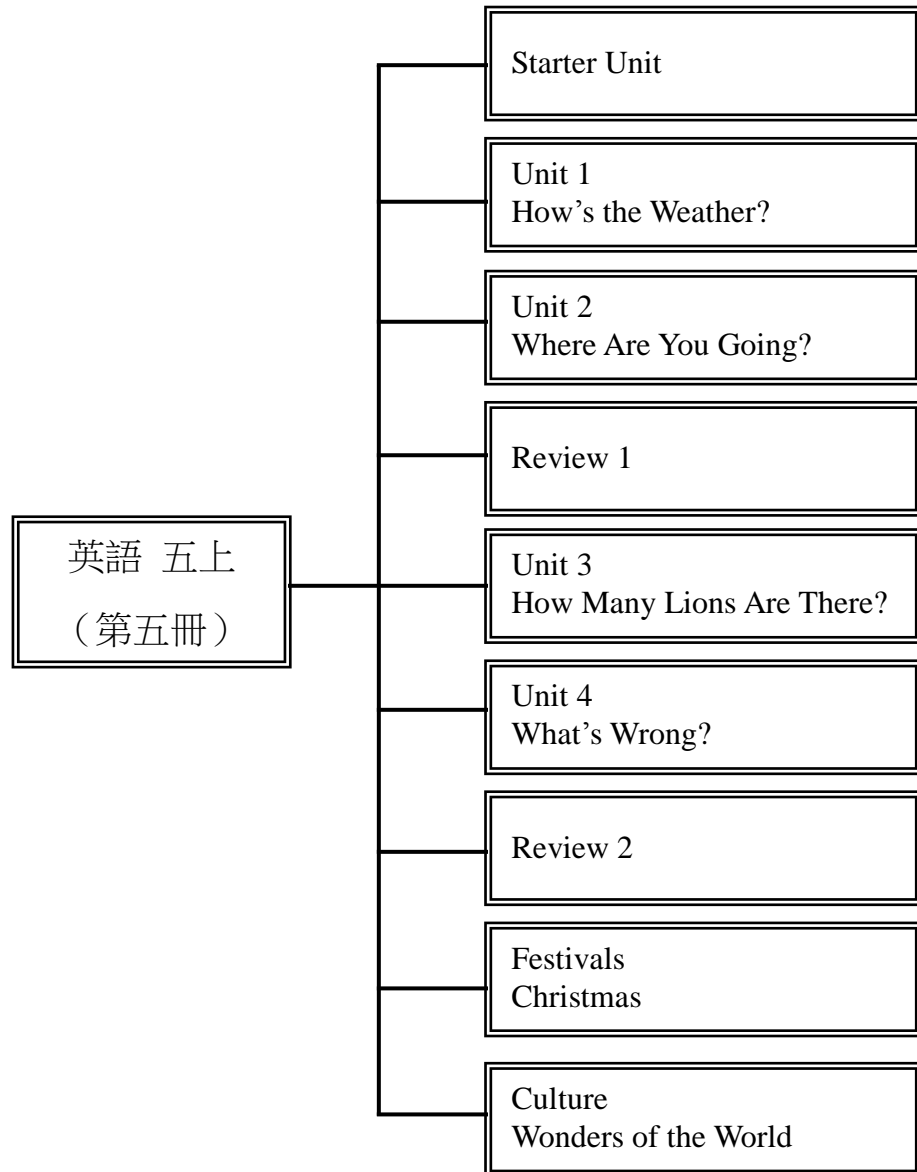 Starter Unit
Unit 1
How’s the Weather?
Unit 2
Where Are You Going?
Review 1
英語 五上
（第五冊）
Unit 3
How Many Lions Are There?
Unit 4
What’s Wrong?
Review 2
Festivals
Christmas
Culture
Wonders of the World